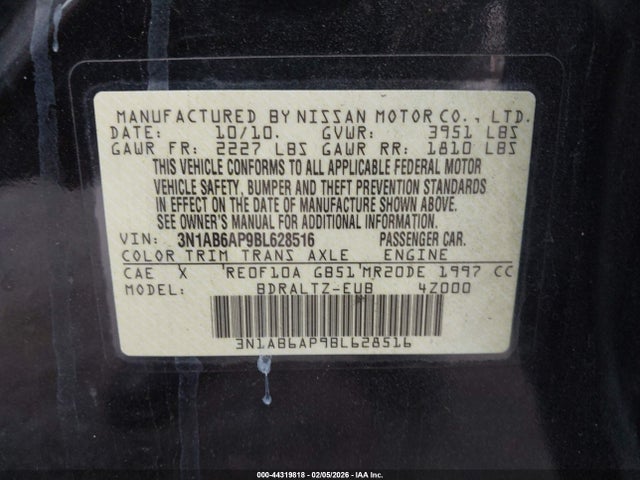 MANUFACTURED BY NISSAN MOTOR CO., LTD.
DATE: 10/10. GVWR: 3951 LBS
GAWR FR: 2227 LBS GAWR RR: 1810 LBS
THIS VEHICLE CONFORMS TO ALL APPLICABLE FEDERAL MOTOR
VEHICLE SAFETY, BUMPER AND THEFT PREVENTION STANDARDS
IN EFFECT ON THE DATE OF MANUFACTURE SHOWN ABOVE.
SEE OWNER'S MANUAL FOR ADDITIONAL INFORMATION.
VIN: 3N1AB6AP9BL628516 PASSENGER CAR.
COLOR TRIM TRANS AXLE ENGINE
CAE X RE0F10A GB51 MR20DE 1997 CC
MODEL: BDRALTZ-EUB 4Z000
3N1AB6AP9BL628516
000-44319818 | 02/05/2026 | IAA Inc.